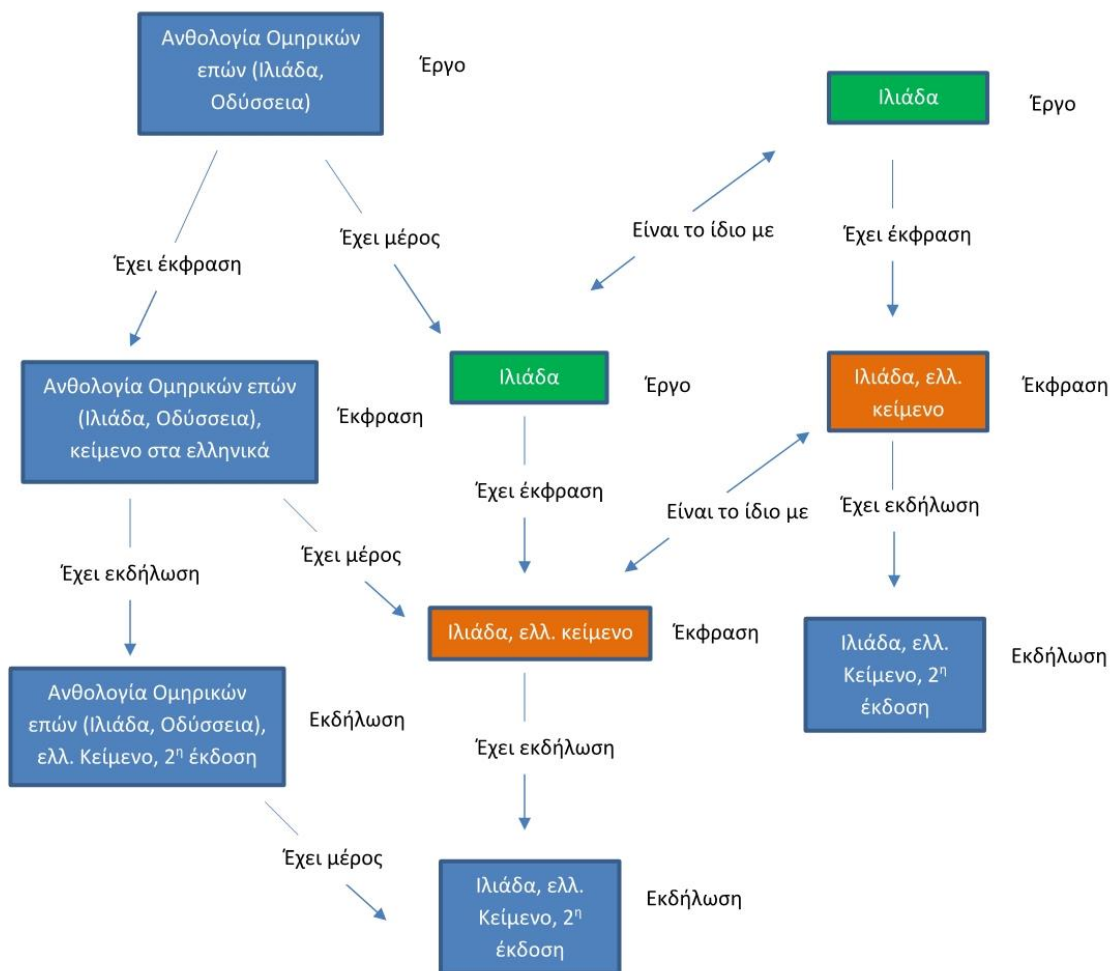 Ανθολογία Ομηρικών
επών (Ιλιάδα,
Οδύσσεια)
Έργο
Ιλιάδα
Έργο
Έχει έκφραση
Έχει μέρος
Είναι το ίδιο με
Έχει έκφραση
Ανθολογία Ομηρικών επών
(Ιλιάδα, Οδύσσεια),
κείμενο στα ελληνικά
Έκφραση
Ιλιάδα
Έργο
Ιλιάδα, ελλ.
κείμενο
Έκφραση
Έχει εκδήλωση
Έχει μέρος
Έχει έκφραση
Είναι το ίδιο με
Έχει εκδήλωση
Ανθολογία Ομηρικών
επών (Ιλιάδα, Οδύσσεια),
ελλ. Κείμενο, 2η έκδοση
Εκδήλωση
Ιλιάδα, ελλ. κείμενο
Έκφραση
Ιλιάδα, ελλ.
Κείμενο, 2η
έκδοση
Εκδήλωση
Έχει μέρος
Έχει εκδήλωση
Ιλιάδα, ελλ.
Κείμενο, 2η
έκδοση
Εκδήλωση